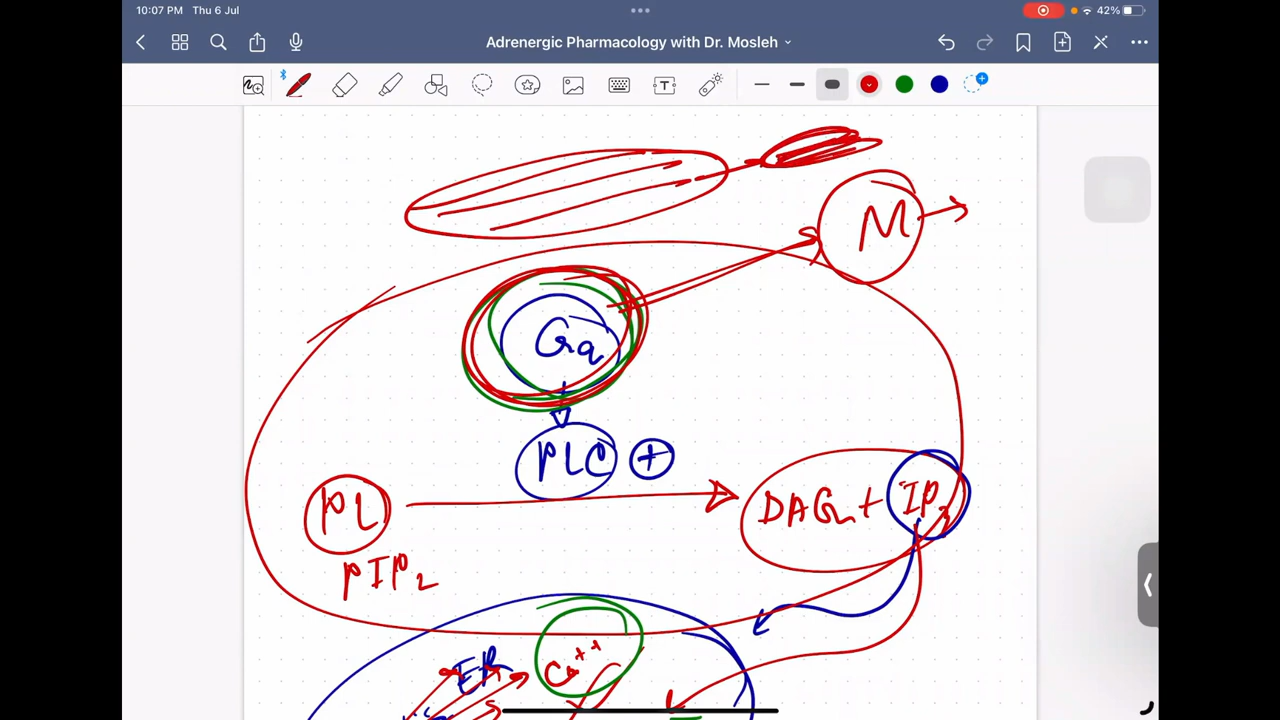 10:07 PM Thu 6 Jul 42%
Adrenergic Pharmacology with Dr. Mosleh
T
M
Gq
PLC +
PL DAG + IP3
PIP2
Ca++
ER